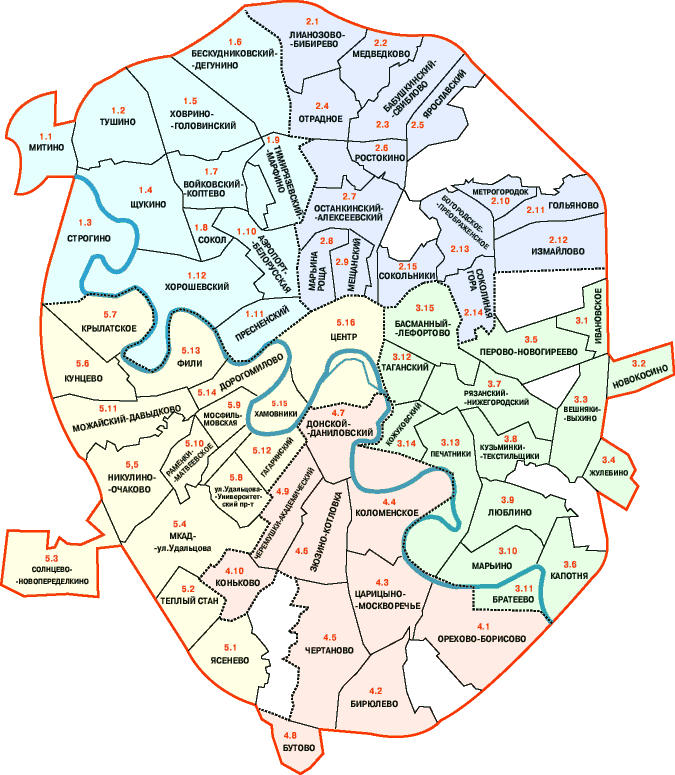 2.1
ЛИАНОЗОВО-
-БИБИРЕВО
1.6
БЕСКУДНИКОВСКИЙ-
-ДЕГУНИНО
2.2
МЕДВЕДКОВО
БАБУШКИНСКИЙ-
-СВИБЛОВО
2.3
ЯРОСЛАВСКИЙ
2.5
1.5
ХОВРИНО-
-ГОЛОВИНСКИЙ
1.2
ТУШИНО
2.4
ОТРАДНОЕ
1.1
МИТИНО
1.9
ТИМИРЯЗЕВСКИЙ
-МАРФИНО
2.6
РОСТОКИНО
1.7
ВОЙКОВСКИЙ-
-КОПТЕВО
1.4
ЩУКИНО
2.7
ОСТАНКИНСКИЙ-
-АЛЕКСЕЕВСКИЙ
МЕТРОГОРОДОК
2.10
2.11
ГОЛЬЯНОВО
БОГОРОДСКОЕ-
-ПРЕОБРАЖЕНСКОЕ
2.13
1.3
СТРОГИНО
1.8
СОКОЛ
1.10
АЭРОПОРТ-
-БЕЛОРУССКАЯ
2.8
МАРЬИНА
РОЩА
2.9
МЕЩАНСКИЙ
2.12
ИЗМАЙЛОВО
2.15
СОКОЛЬНИКИ
СОКОЛИНАЯ
ГОРА
2.14
1.12
ХОРОШЕВСКИЙ
1.11
ПРЕСНЕНСКИЙ
5.7
КРЫЛАТСКОЕ
5.16
ЦЕНТР
3.15
БАСМАННЫЙ-
-ЛЕФОРТОВО
3.1
ИВАНОВСКОЕ
3.5
ПЕРОВО-НОВОГИРЕЕВО
5.13
ФИЛИ
5.6
КУНЦЕВО
3.12
ТАГАНСКИЙ
3.2
НОВОКОСИНО
5.14
ДОРОГОМИЛОВО
3.7
РЯЗАНСКИЙ
-НИЖЕГОРОДСКИЙ
5.11
МОЖАЙСКИЙ-ДАВЫДКОВО
5.9
МОСФИЛЬ-
МОВСКАЯ
5.15
ХАМОВНИКИ
4.7
ДОНСКОЙ-
-ДАНИЛОВСКИЙ
КОЖУХОВСКИЙ
3.14
3.3
ВЕШНЯКИ-
-ВЫХИНО
3.13
ПЕЧАТНИКИ
3.8
КУЗЬМИНКИ-
-ТЕКСТИЛЬЩИКИ
5.10
РАМЕНКИ-
-МАТВЕЕВСКОЕ
5.12
ТАГАРИНСКИЙ
3.4
ЖУЛЕБИНО
5,5
НИКУЛИНО-
-ОЧАКОВО
5.8
ул.Удальцова-
-Университет-
ский пр-т
4.9
ЧЕРЕМУШКИ-АКАДЕМИЧЕСКИЙ
4.6
ЗЮЗИНО-КОТЛОВКА
4.4
КОЛОМЕНСКОЕ
3.9
ЛЮБЛИНО
5.4
МКАД-
-ул.Удальцова
3.10
МАРЬИНО
3.6
КАПОТНЯ
5.3
СОЛНЦЕВО-
-НОВОПЕРЕДЕЛКИНО
4.10
КОНЬКОВО
4.3
ЦАРИЦЫНО-
-МОСКВОРЕЧЬЕ
3.11
БРАТЕЕВО
5.2
ТЕПЛЫЙ СТАН
4.1
ОРЕХОВО-БОРИСОВО
5.1
ЯСЕНЕВО
4.5
ЧЕРТАНОВО
4.2
БИРЮЛЕВО
4.8
БУТОВО